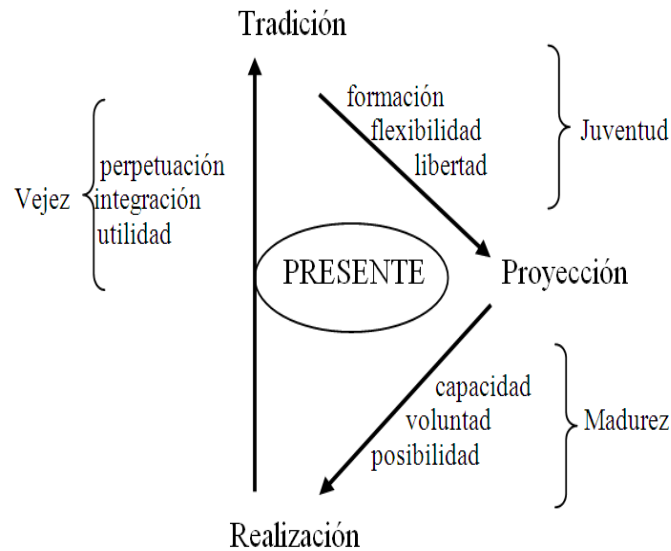 Tradición
formación
flexibilidad
libertad
Juventud
perpetuación
Vejez integración
utilidad
PRESENTE
Proyección
capacidad
voluntad
posibilidad
Madurez
Realización